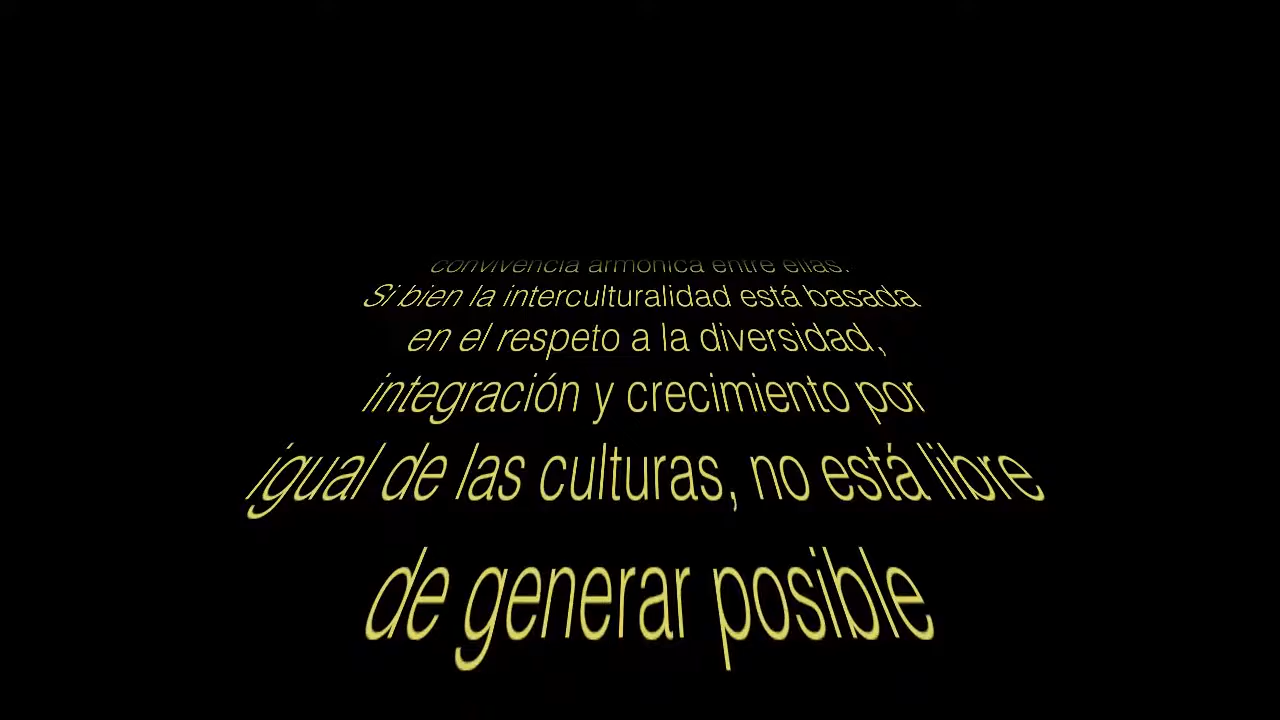 convivencia armónica entre ellas.
Si bien la interculturalidad está basada
en el respeto a la diversidad,
integración y crecimiento por
igual de las culturas, no está libre
de generar posible